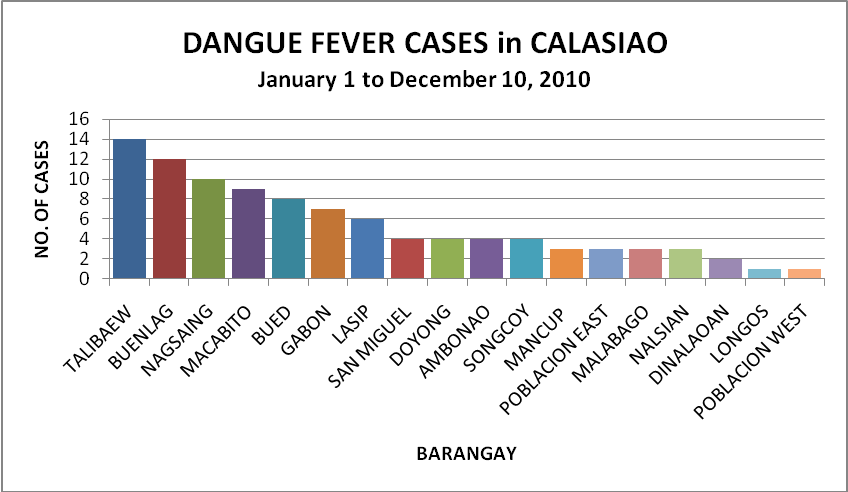 DANGUE FEVER CASES in CALASIAO
January 1 to December 10, 2010
NO. OF CASES
16
14
12
10
8
6
4
2
0
TALIBAEW
BUENLAG
NAGSAING
MACABITO
BUED
GABON
LASIP
SAN MIGUEL
DOYONG
AMBONAO
SONGCOY
MANCUP
POBLACION EAST
MALABAGO
NALSIAN
DINALAOAN
LONGOS
POBLACION WEST
BARANGAY